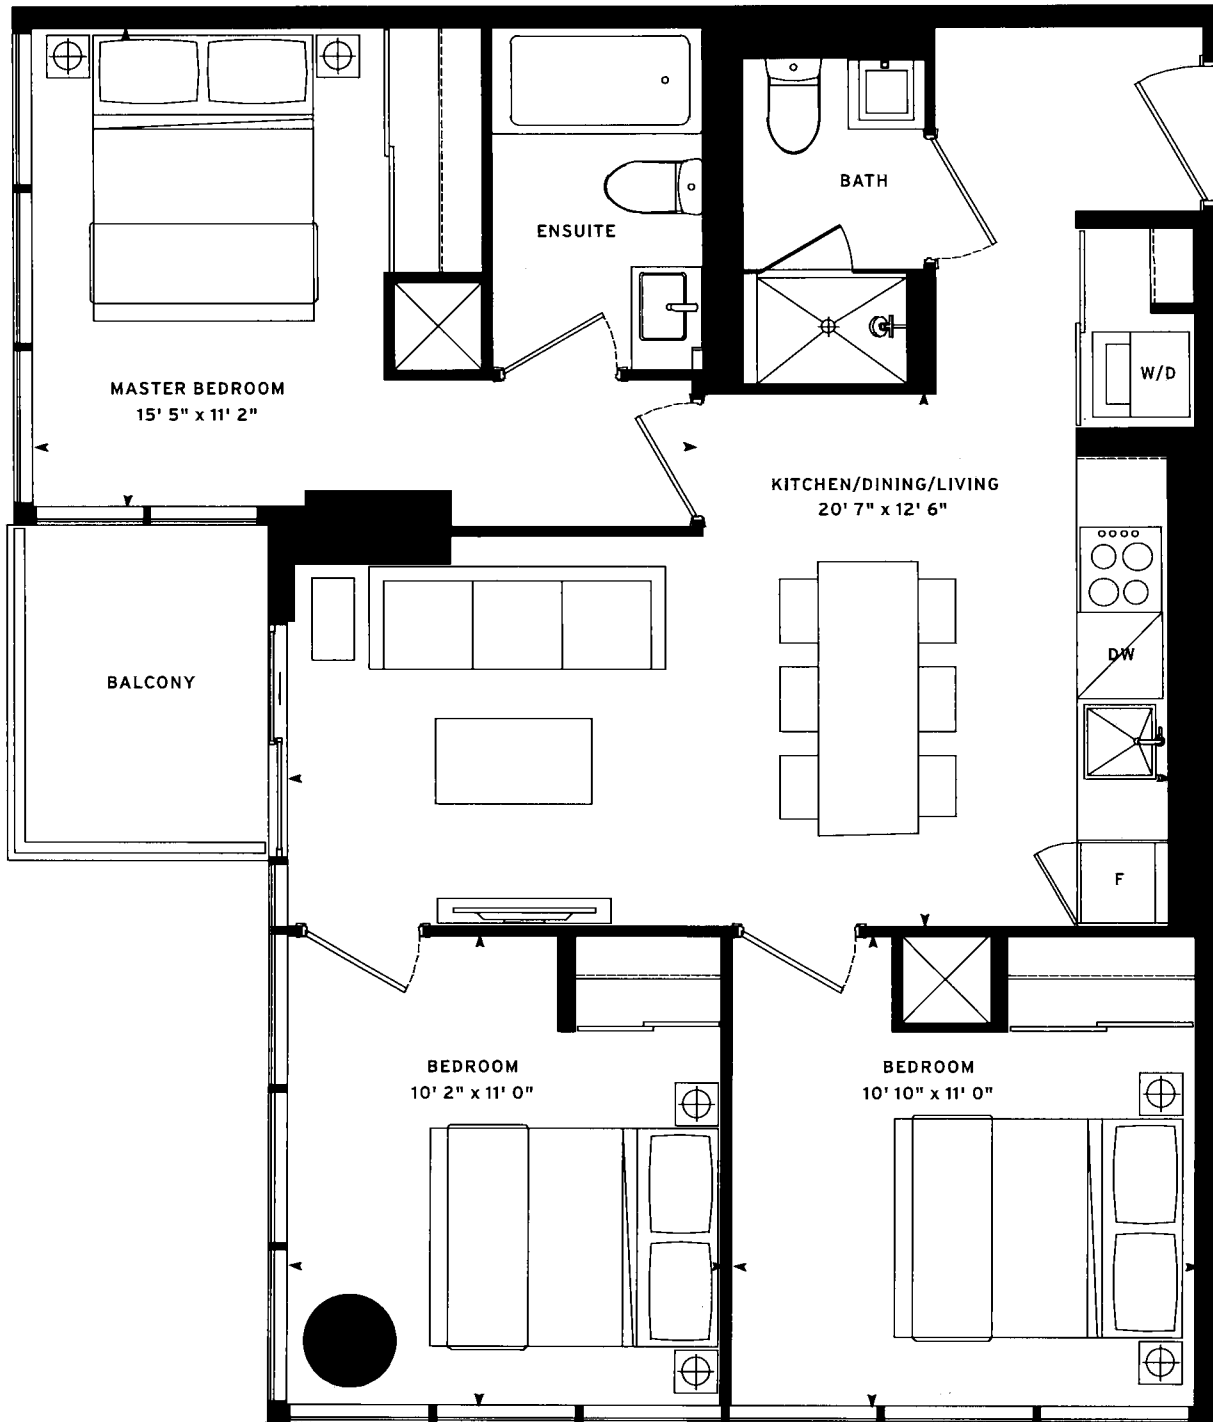 BATH
ENSUITE
W/D
MASTER BEDROOM
15' 5" x 11' 2"
KITCHEN/DINING/LIVING
20' 7" x 12' 6"
DW
BALCONY
F
BEDROOM
10' 2" x 11' 0"
BEDROOM
10' 10" x 11' 0"